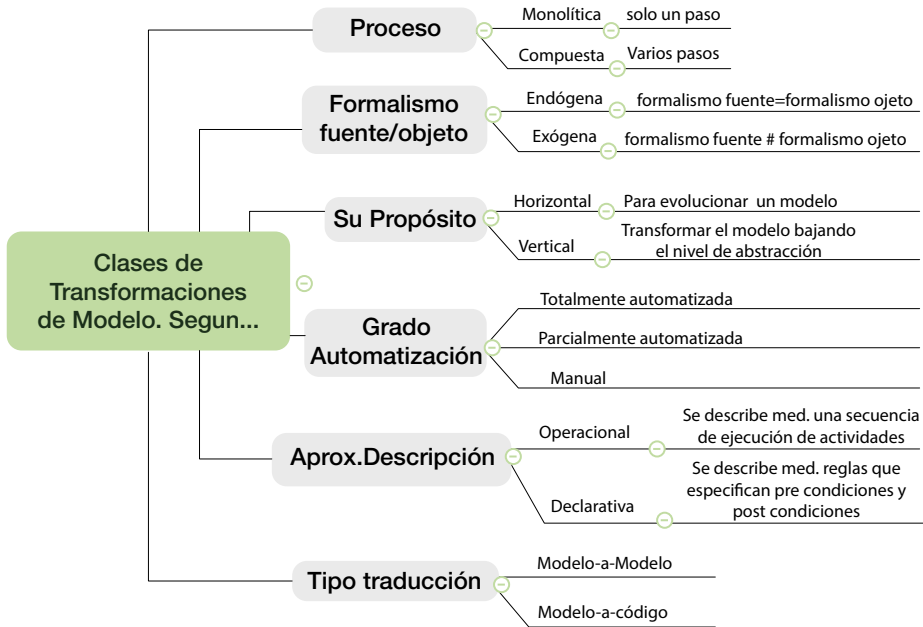 Clases de
Transformaciones
de Modelo. Segun...
Proceso
Monolítica
solo un paso
Compuesta
Varios pasos
Formalismo
fuente/objeto
Endógena
formalismo fuente=formalismo ojeto
Exógena
formalismo fuente # formalismo ojeto
Su Propósito
Horizontal
Para evolucionar un modelo
Vertical
Transformar el modelo bajando
el nivel de abstracción
Grado
Automatización
Totalmente automatizada
Parcialmente automatizada
Manual
Aprox.Descripción
Operacional
Se describe med. una secuencia
de ejecución de actividades
Declarativa
Se describe med. reglas que
especifican pre condiciones y
post condiciones
Tipo traducción
Modelo-a-Modelo
Modelo-a-código